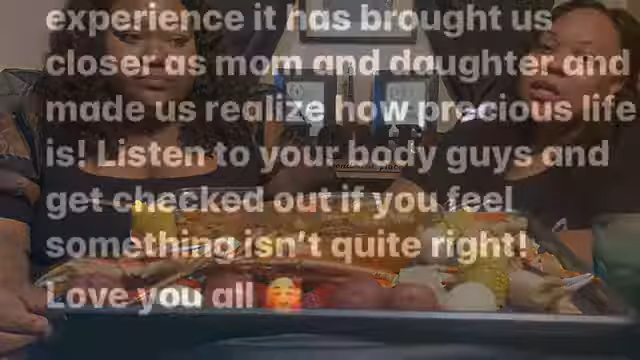 experience it has brought us
closer as mom and daughter and
made us realize how precious life
is! Listen to your body guys and
get checked out if you feel
something isn't quite right!
Love you all 🥰